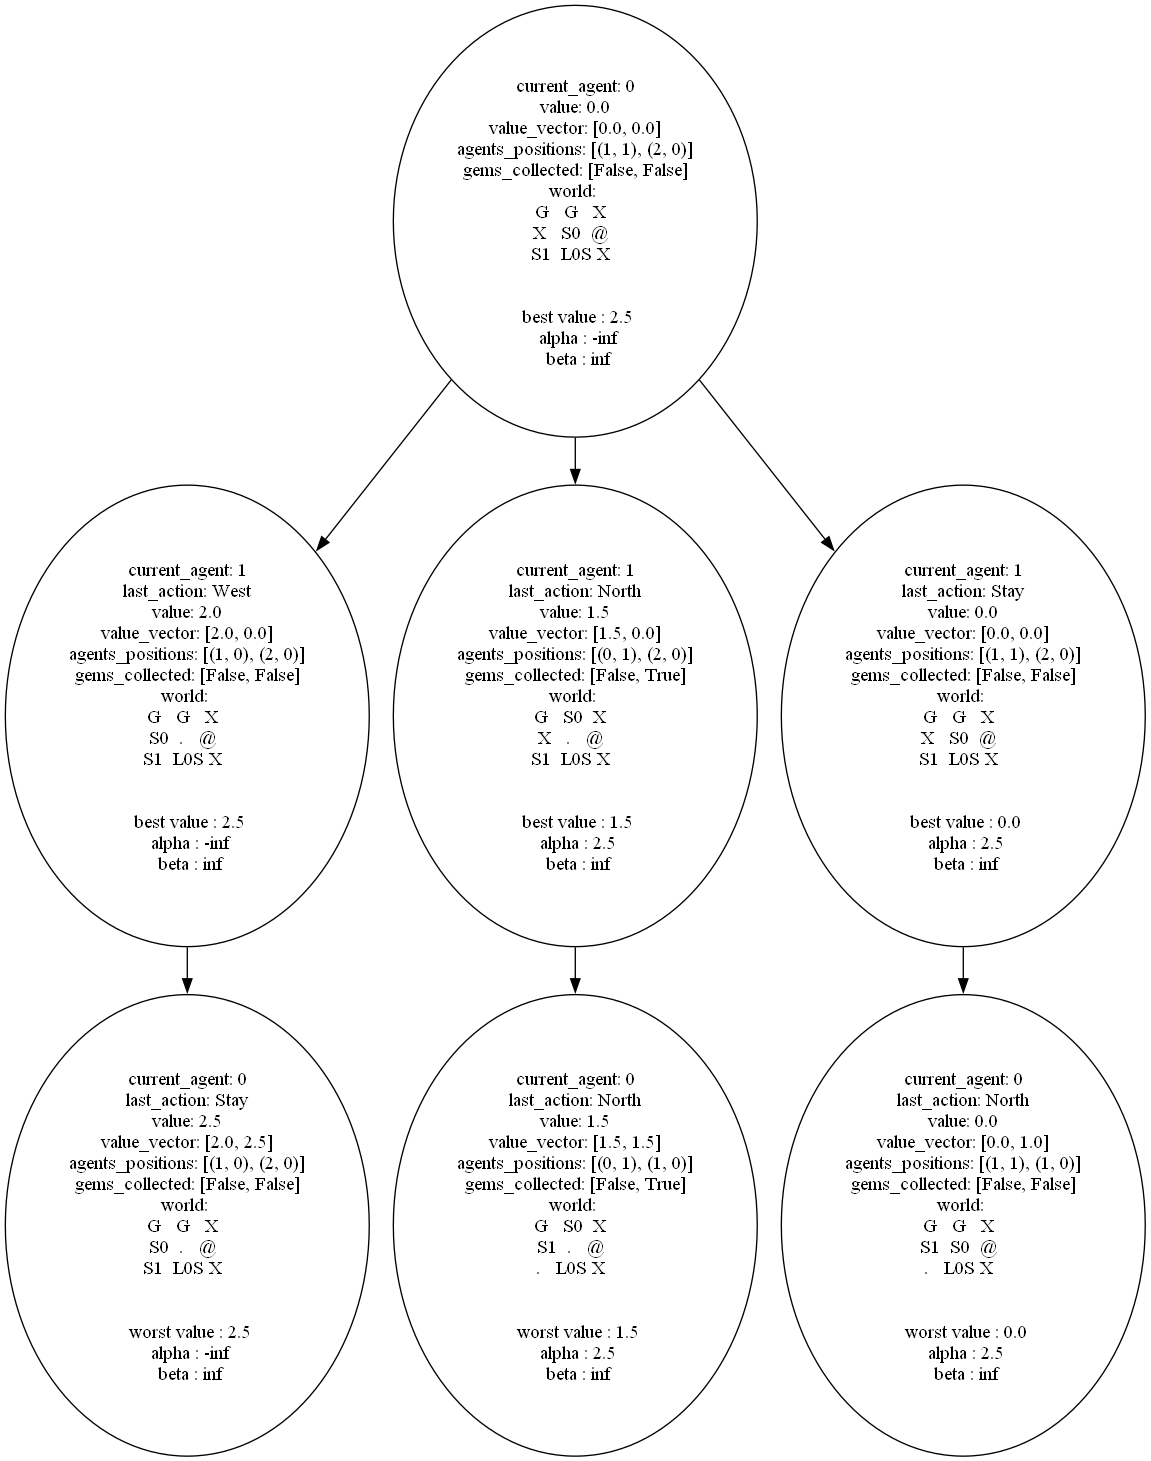 current_agent: 0
value: 0.0
value_vector: [0.0, 0.0]
agents_positions: [(1, 1), (2, 0)]
gems_collected: [False, False]
world:
G G X
X S0 @
S1 L0S X
best value : 2.5
alpha : -inf
beta : inf
current_agent: 1
last_action: West
value: 2.0
value_vector: [2.0, 0.0]
agents_positions: [(1, 0), (2, 0)]
gems_collected: [False, False]
world:
G G X
S0 . @
S1 L0S X
best value : 2.5
alpha : -inf
beta : inf
current_agent: 1
last_action: North
value: 1.5
value_vector: [1.5, 0.0]
agents_positions: [(0, 1), (2, 0)]
gems_collected: [False, True]
world:
G S0 X
X . @
S1 L0S X
best value : 1.5
alpha : 2.5
beta : inf
current_agent: 1
last_action: Stay
value: 0.0
value_vector: [0.0, 0.0]
agents_positions: [(1, 1), (2, 0)]
gems_collected: [False, False]
world:
G G X
X S0 @
S1 L0S X
best value : 0.0
alpha : 2.5
beta : inf
current_agent: 0
last_action: Stay
value: 2.5
value_vector: [2.0, 2.5]
agents_positions: [(1, 0), (2, 0)]
gems_collected: [False, False]
world:
G G X
S0 . @
S1 L0S X
worst value : 2.5
alpha : -inf
beta : inf
current_agent: 0
last_action: North
value: 1.5
value_vector: [1.5, 1.5]
agents_positions: [(0, 1), (1, 0)]
gems_collected: [False, True]
world:
G S0 X
S1 . @
. L0S X
worst value : 1.5
alpha : 2.5
beta : inf
current_agent: 0
last_action: North
value: 0.0
value_vector: [0.0, 1.0]
agents_positions: [(1, 1), (1, 0)]
gems_collected: [False, False]
world:
G G X
S1 S0 @
. L0S X
worst value : 0.0
alpha : 2.5
beta : inf